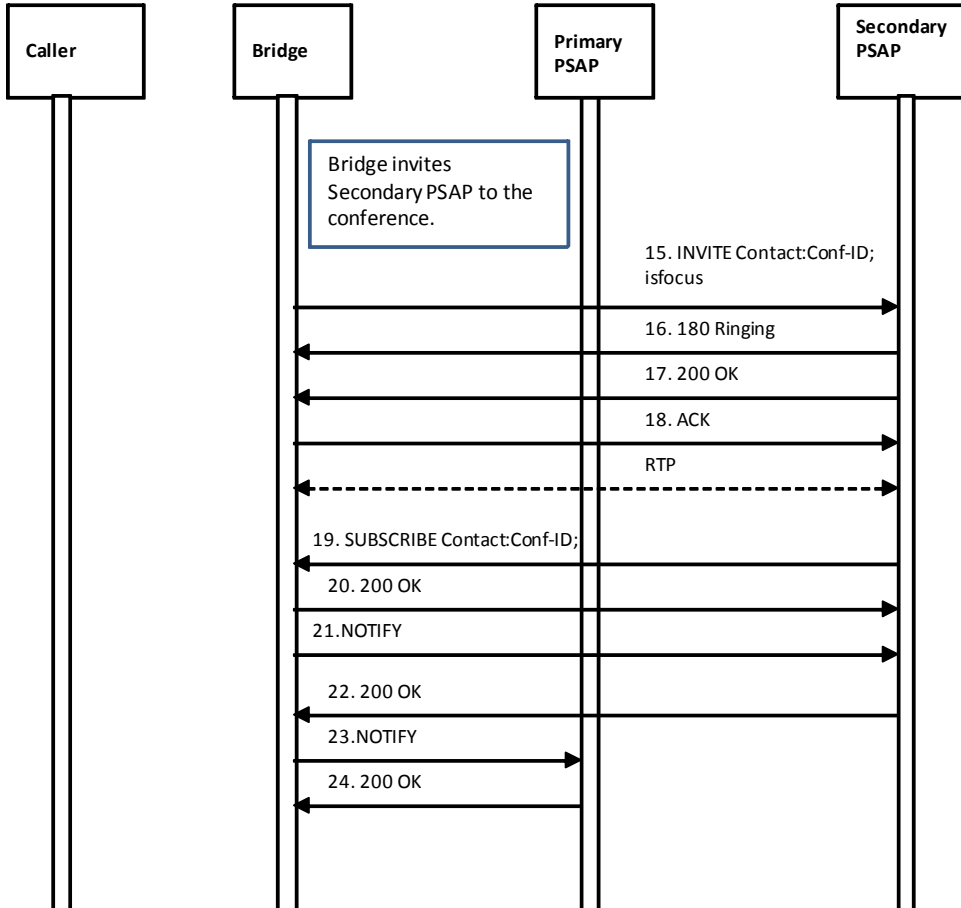 Caller
Bridge
Primary
PSAP
Secondary
PSAP
Bridge invites
Secondary PSAP to the
conference.
15. INVITE Contact:Conf-ID;
isfocus
16. 180 Ringing
17. 200 OK
18. ACK
RTP
19. SUBSCRIBE Contact:Conf-ID;
20. 200 OK
21.NOTIFY
22. 200 OK
23.NOTIFY
24. 200 OK